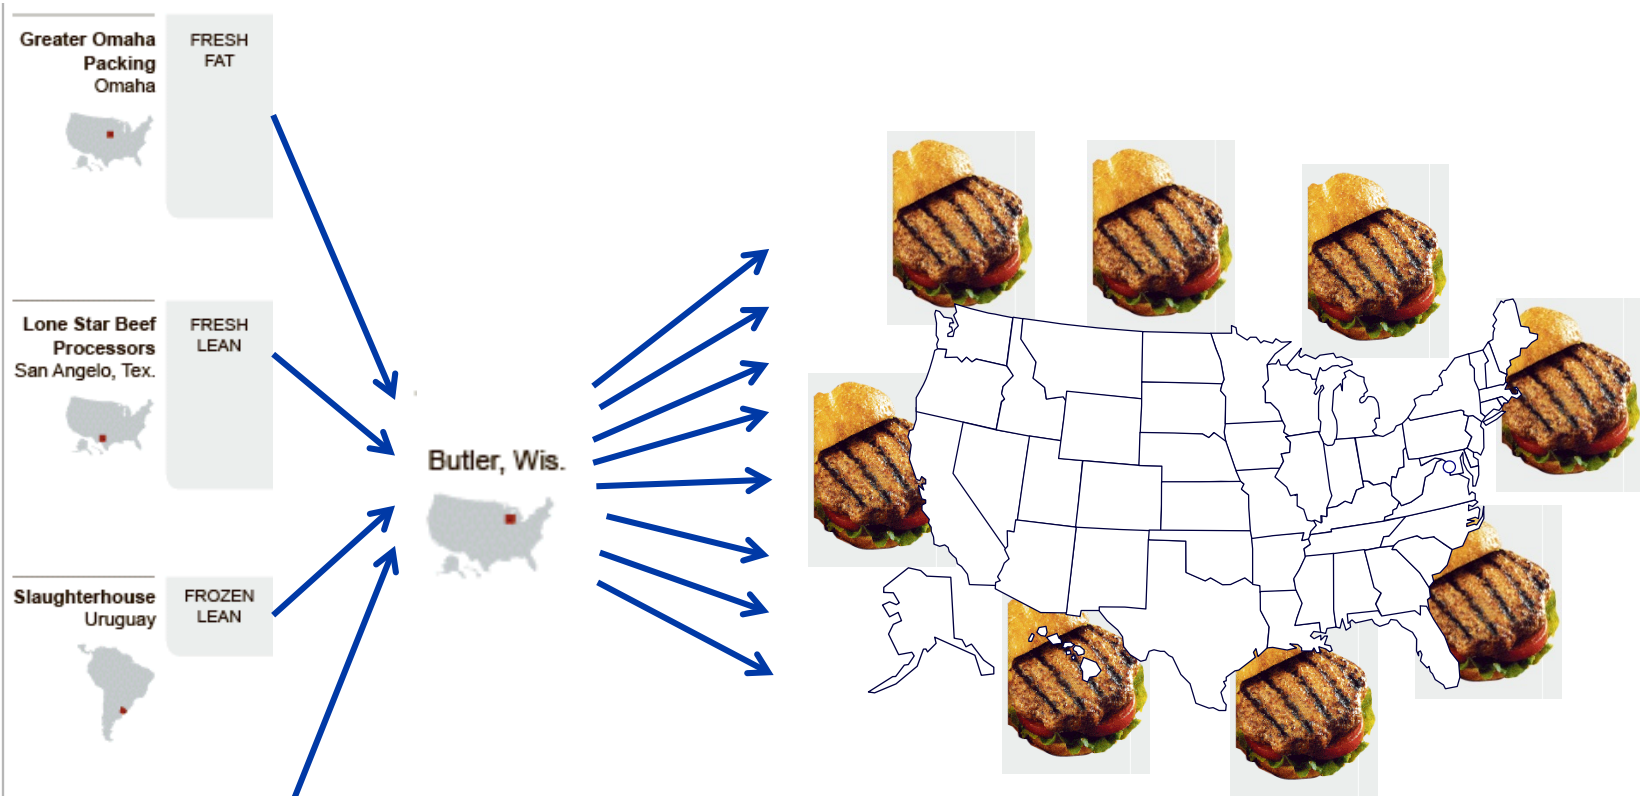 Greater Omaha
Packing
Omaha
FRESH
FAT
Lone Star Beef
Processors
San Angelo, Tex.
FRESH
LEAN
Slaughterhouse
Uruguay
FROZEN
LEAN
Butler, Wis.